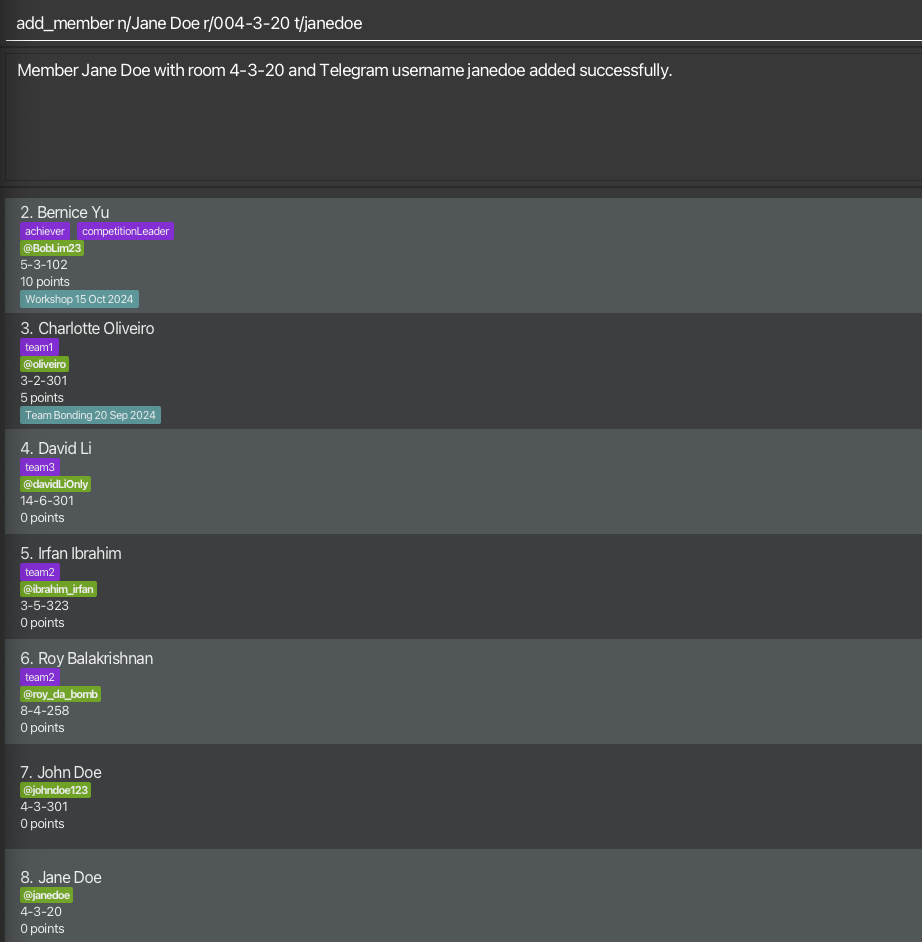 add_member n/Jane Doe r/004-3-20 t/janedoe
Member Jane Doe with room 4-3-20 and Telegram username janedoe added successfully.
2. Bernice Yu
achiever competitionLeader
@BobLim23
5-3-102
10 points
Workshop 15 Oct 2024
3. Charlotte Oliveiro
team1
@oliveiro
3-2-301
5 points
Team Bonding 20 Sep 2024
4. David Li
team3
@davidLiOnly
14-6-301
0 points
5. Irfan Ibrahim
team2
@ibrahim_irfan
3-5-323
0 points
6. Roy Balakrishnan
team2
@roy_da_bomb
8-4-258
0 points
7. John Doe
@johndoe123
4-3-301
0 points
8. Jane Doe
@janedoe
4-3-20
0 points